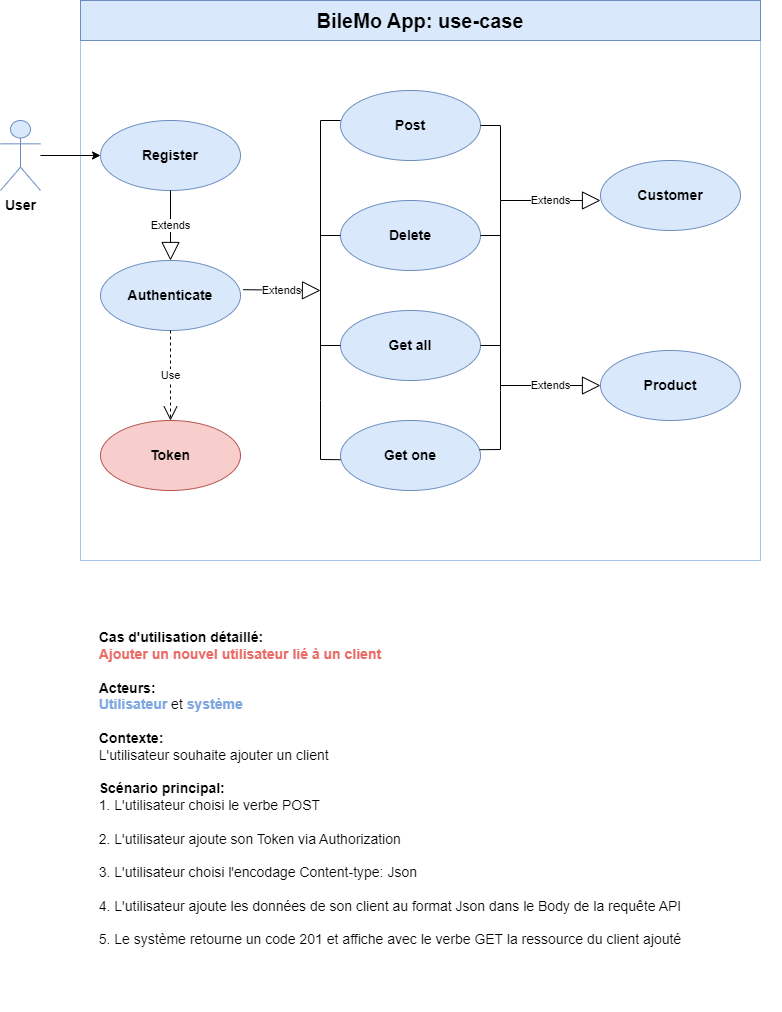 BileMo App: use-case
User
Register
Extends
Authenticate
Use
Token
Extends
Post
Delete
Get all
Get one
Extends
Customer
Extends
Product
Cas d'utilisation détaillé:
Ajouter un nouvel utilisateur lié à un client
Acteurs:
Utilisateur et système
Contexte:
L'utilisateur souhaite ajouter un client
Scénario principal:
1. L'utilisateur choisi le verbe POST
2. L'utilisateur ajoute son Token via Authorization
3. L'utilisateur choisi l'encodage Content-type: Json
4. L'utilisateur ajoute les données de son client au format Json dans le Body de la requête API
5. Le système retourne un code 201 et affiche avec le verbe GET la ressource du client ajouté